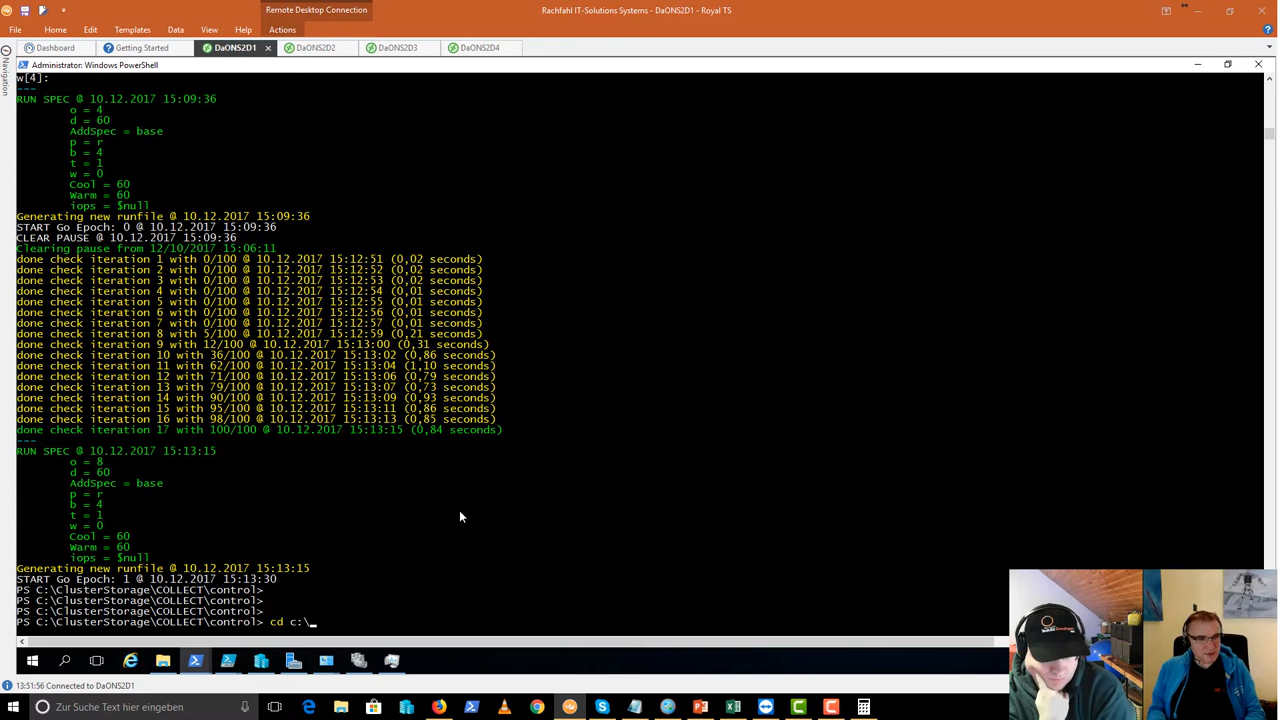 Remote Desktop Connection
Rachfahl IT-Solutions Systems - DaONS2D1 - Royal TS
File Home Edit Templates Data View Help Actions
Dashboard Getting Started DaONS2D1 DaONS2D2 DaONS2D3 DaONS2D4
Navigation
Administrator: Windows PowerShell
w[4]:
---
RUN SPEC @ 10.12.2017 15:09:36
o = 4
d = 60
AddSpec = base
p = r
b = 4
t = 1
w = 0
Cool = 60
Warm = 60
iops = $null
Generating new runfile @ 10.12.2017 15:09:36
START Go Epoch: 0 @ 10.12.2017 15:09:36
CLEAR PAUSE @ 10.12.2017 15:09:36
Clearing pause from 12/10/2017 15:06:11
done check iteration 1 with 0/100 @ 10.12.2017 15:12:51 (0,02 seconds)
done check iteration 2 with 0/100 @ 10.12.2017 15:12:52 (0,02 seconds)
done check iteration 3 with 0/100 @ 10.12.2017 15:12:53 (0,02 seconds)
done check iteration 4 with 0/100 @ 10.12.2017 15:12:54 (0,01 seconds)
done check iteration 5 with 0/100 @ 10.12.2017 15:12:55 (0,01 seconds)
done check iteration 6 with 0/100 @ 10.12.2017 15:12:56 (0,01 seconds)
done check iteration 7 with 0/100 @ 10.12.2017 15:12:57 (0,01 seconds)
done check iteration 8 with 5/100 @ 10.12.2017 15:12:59 (0,21 seconds)
done check iteration 9 with 12/100 @ 10.12.2017 15:13:00 (0,31 seconds)
done check iteration 10 with 36/100 @ 10.12.2017 15:13:02 (0,86 seconds)
done check iteration 11 with 62/100 @ 10.12.2017 15:13:04 (1,10 seconds)
done check iteration 12 with 71/100 @ 10.12.2017 15:13:06 (0,79 seconds)
done check iteration 13 with 79/100 @ 10.12.2017 15:13:07 (0,73 seconds)
done check iteration 14 with 90/100 @ 10.12.2017 15:13:09 (0,93 seconds)
done check iteration 15 with 95/100 @ 10.12.2017 15:13:11 (0,86 seconds)
done check iteration 16 with 98/100 @ 10.12.2017 15:13:13 (0,85 seconds)
done check iteration 17 with 100/100 @ 10.12.2017 15:13:15 (0,84 seconds)
---
RUN SPEC @ 10.12.2017 15:13:15
o = 8
d = 60
AddSpec = base
p = r
b = 4
t = 1
w = 0
Cool = 60
Warm = 60
iops = $null
Generating new runfile @ 10.12.2017 15:13:15
START Go Epoch: 1 @ 10.12.2017 15:13:30
PS C:\ClusterStorage\COLLECT\control>
PS C:\ClusterStorage\COLLECT\control>
PS C:\ClusterStorage\COLLECT\control>
PS C:\ClusterStorage\COLLECT\control> cd c:\_
13:51:56 Connected to DaONS2D1
Zur Suche Text hier eingeben